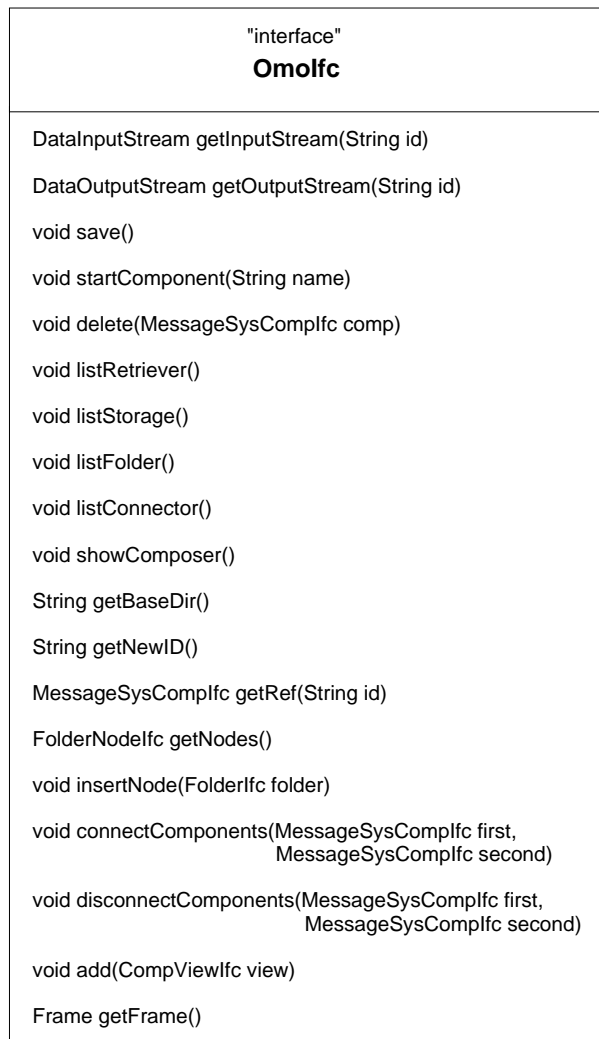 "interface"
OmoIfc
DataInputStream getInputStream(String id)
DataOutputStream getOutputStream(String id)
void save()
void startComponent(String name)
void delete(MessageSysCompIfc comp)
void listRetriever()
void listStorage()
void listFolder()
void listConnector()
void showComposer()
String getBaseDir()
String getNewID()
MessageSysCompIfc getRef(String id)
FolderNodeIfc getNodes()
void insertNode(FolderIfc folder)
void connectComponents(MessageSysCompIfc first,
MessageSysCompIfc second)
void disconnectComponents(MessageSysCompIfc first,
MessageSysCompIfc second)
void add(CompViewIfc view)
Frame getFrame()